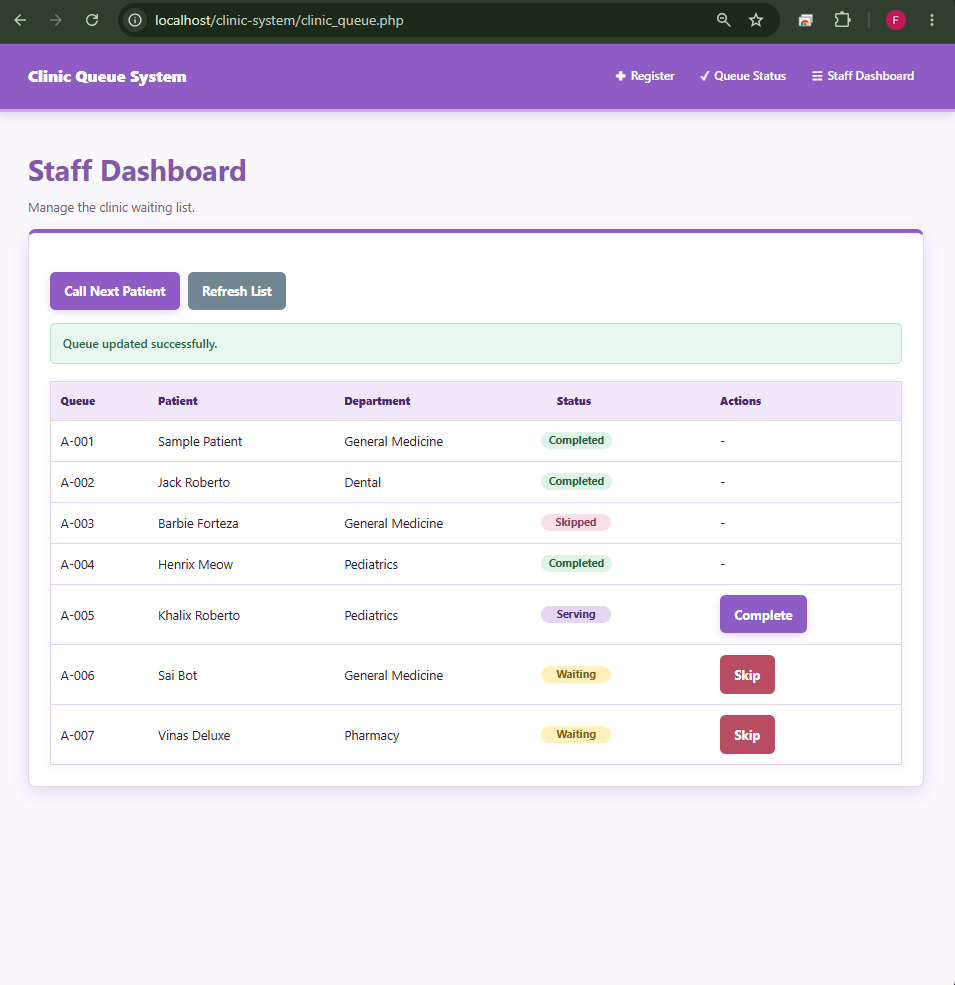 localhost/clinic-system/clinic_queue.php
F
Clinic Queue System
Register
Queue Status
Staff Dashboard
Staff Dashboard
Manage the clinic waiting list.
Call Next Patient
Refresh List
Queue updated successfully.
Queue Patient Department Status Actions
A-001 Sample Patient General Medicine Completed -
A-002 Jack Roberto Dental Completed -
A-003 Barbie Forteza General Medicine Skipped -
A-004 Henrix Meow Pediatrics Completed -
A-005 Khalix Roberto Pediatrics Serving Complete
A-006 Sai Bot General Medicine Waiting Skip
A-007 Vinas Deluxe Pharmacy Waiting Skip